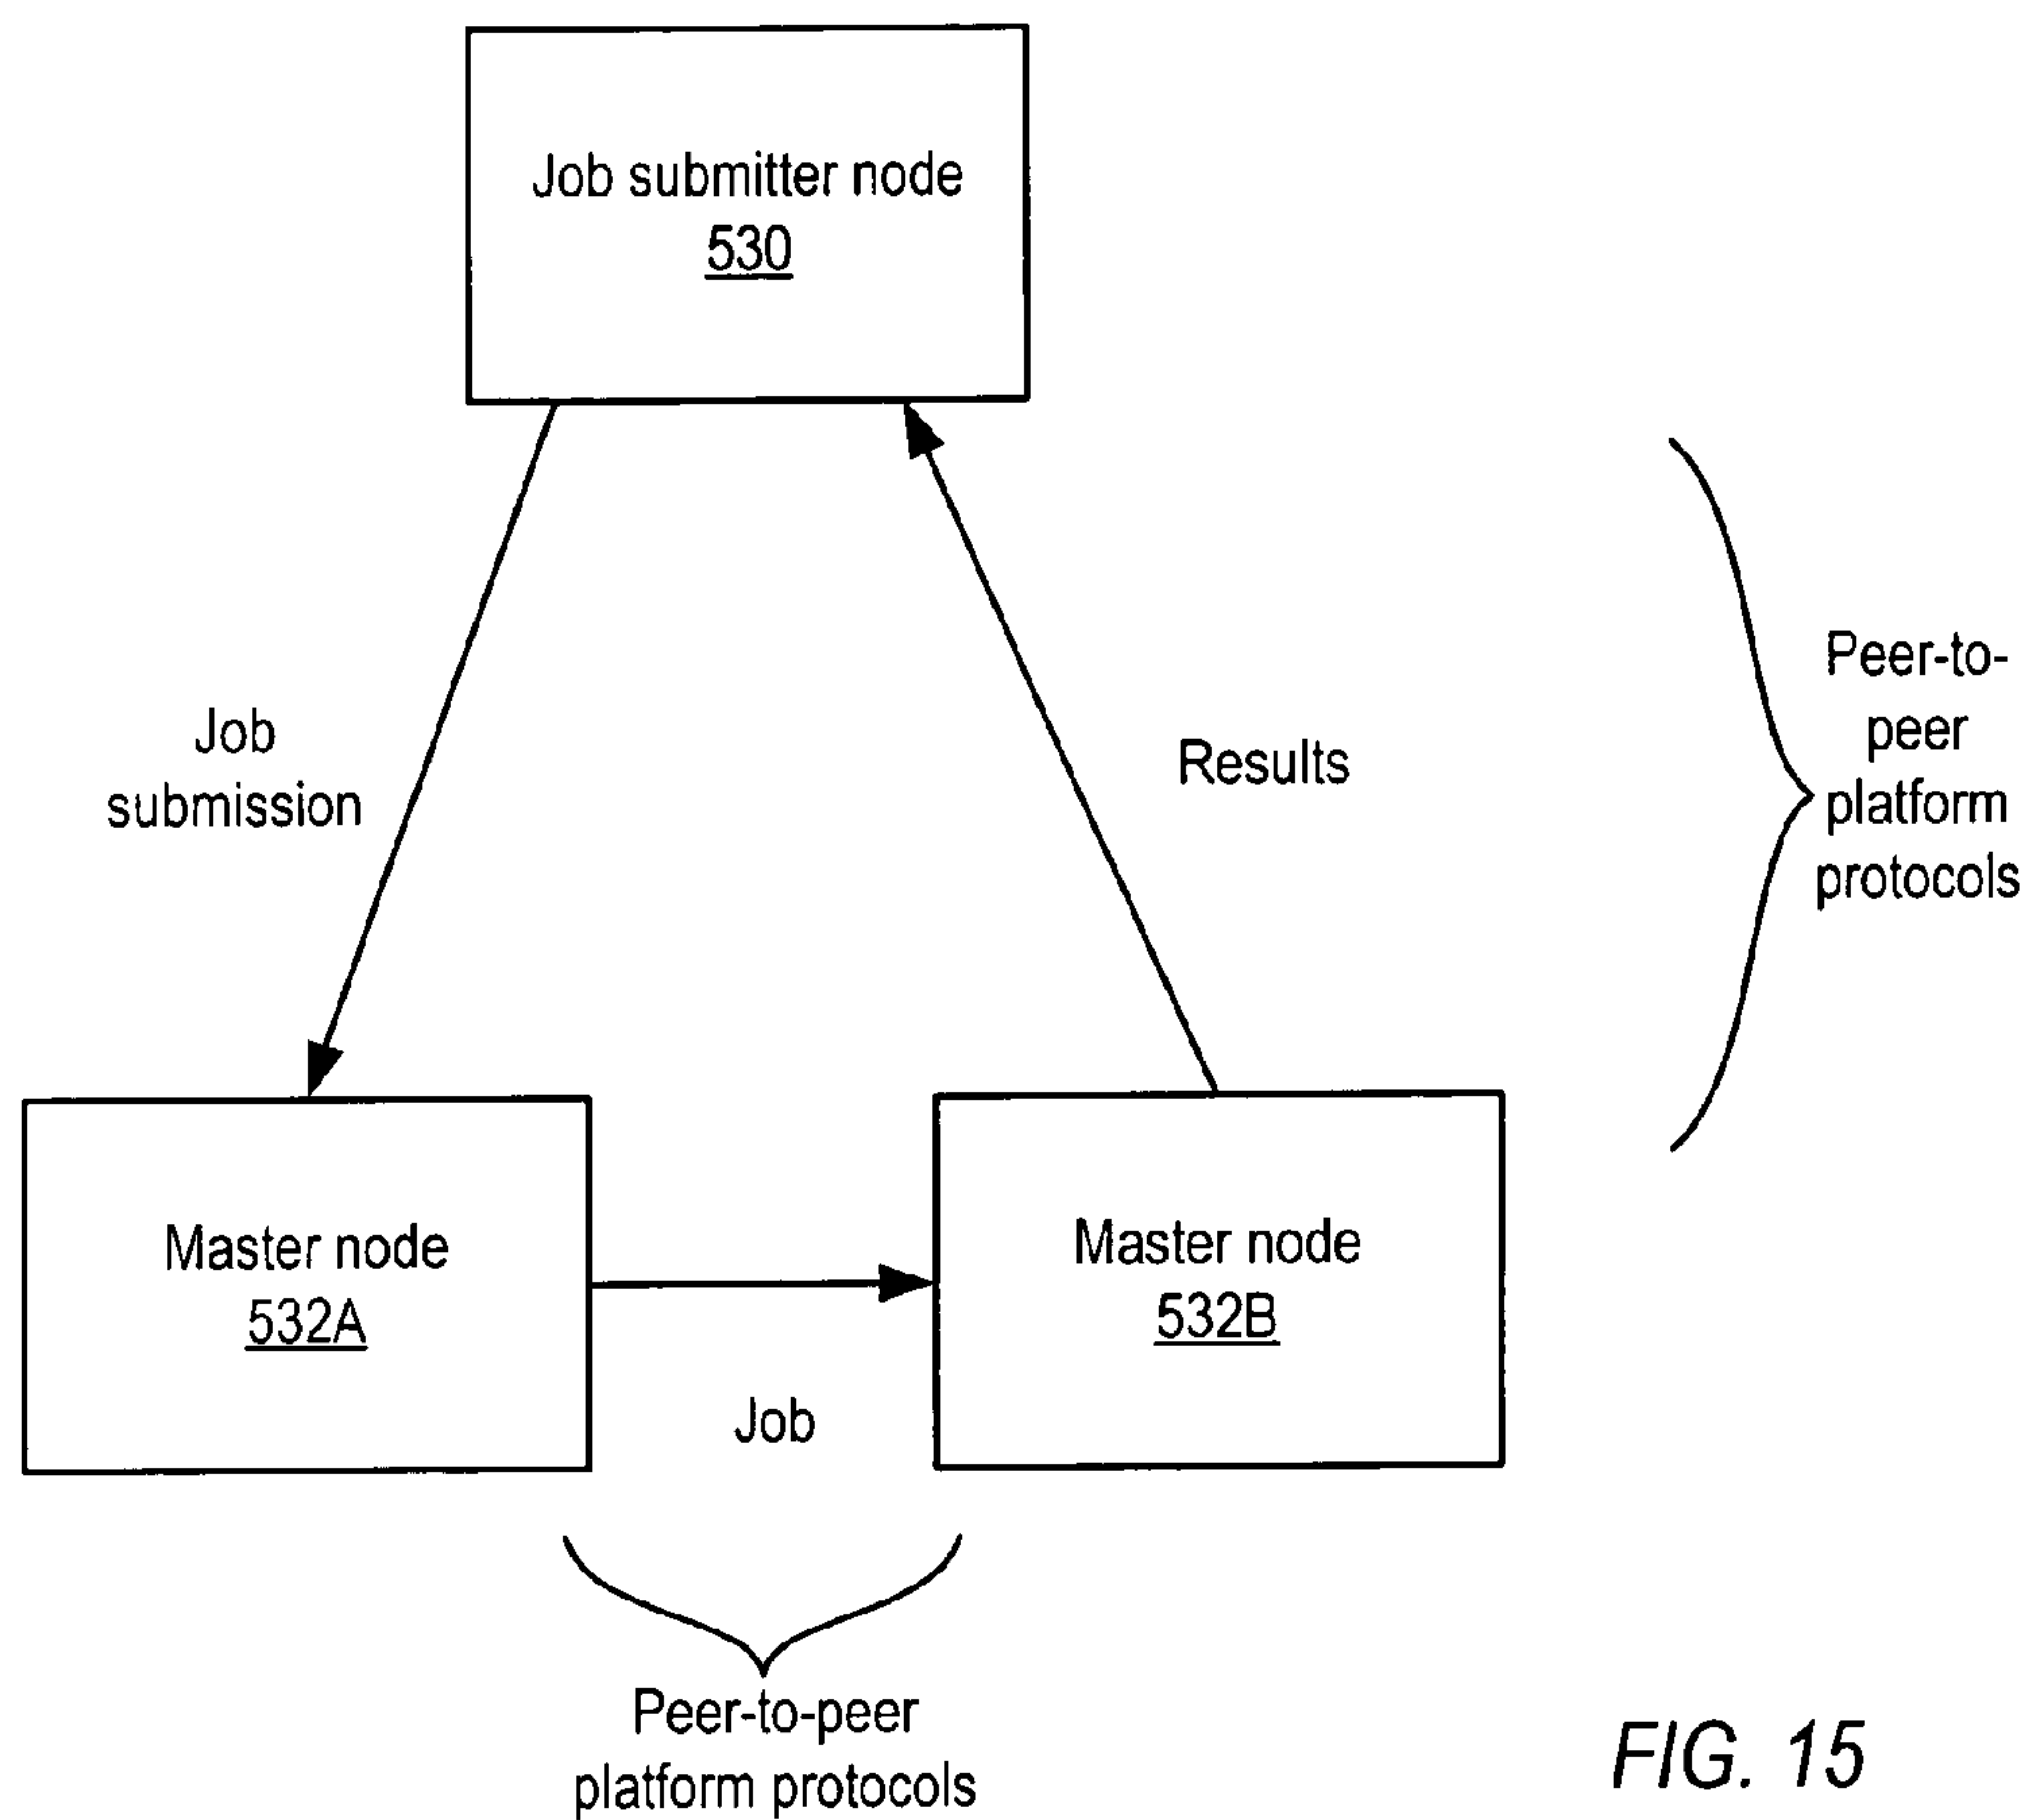 Job submitter node
530
Job
submission
Results
Peer-to-
peer
platform
protocols
Master node
532A
Job
Master node
532B
Peer-to-peer
platform protocols
FIG. 15